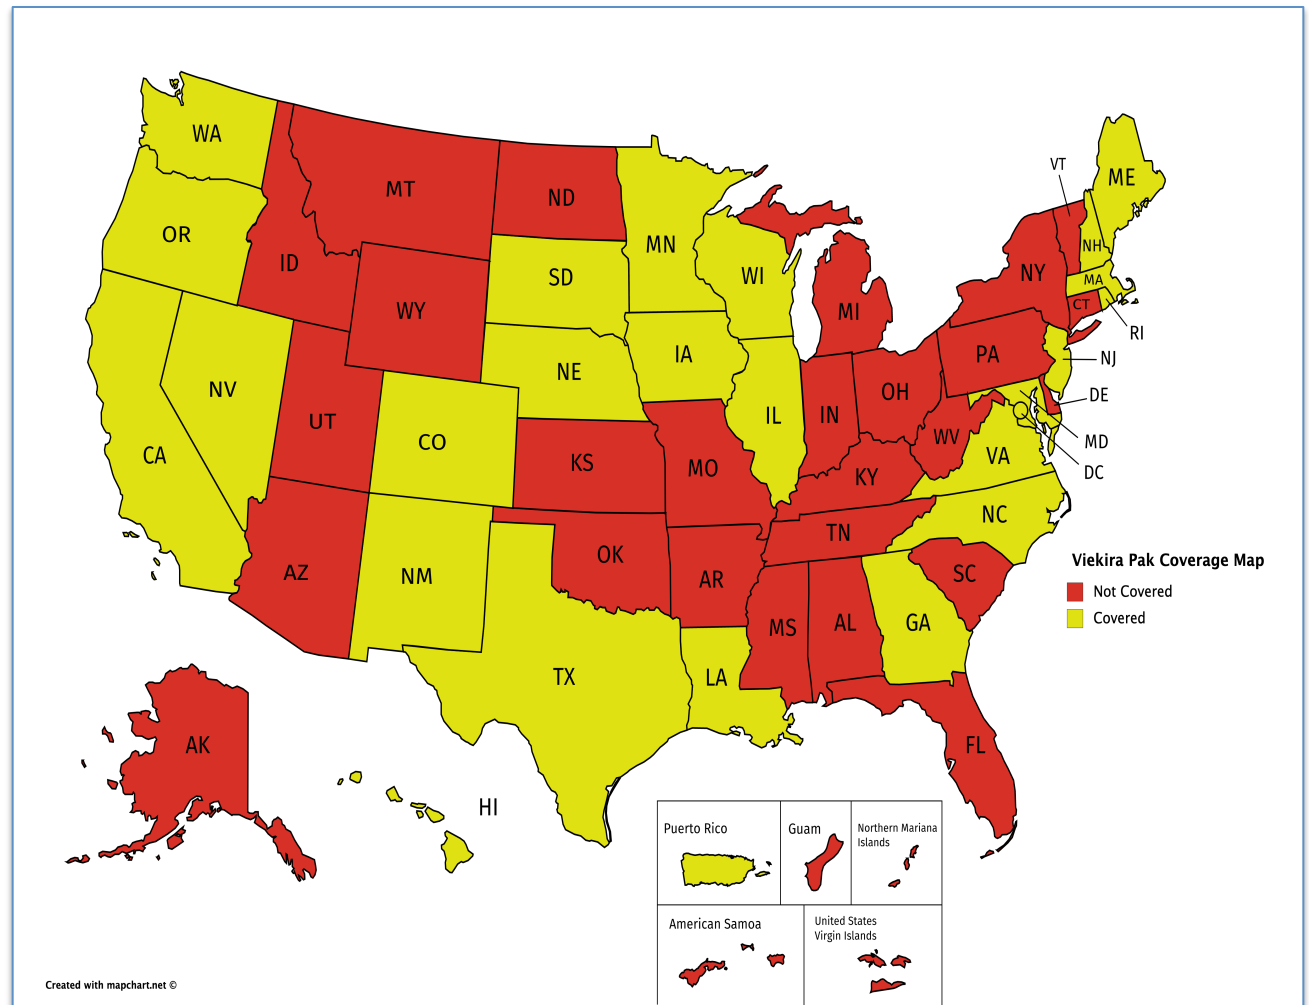 WA
MT
ND
MN
OR
ID
SD
WI
WY
MI
VT
ME
NH
NY
MA
CT
RI
NV
UT
CO
NE
IA
PA
NJ
CA
KS
MO
IL
IN
OH
DE
WV
MD
VA
DC
KY
AZ
NM
OK
AR
TN
NC
SC
Viekira Pak Coverage Map
Not Covered
Covered
TX
LA
MS
AL
GA
FL
AK
HI
Puerto Rico
Guam
Northern Mariana
Islands
American Samoa
United States
Virgin Islands
Created with mapchart.net ©